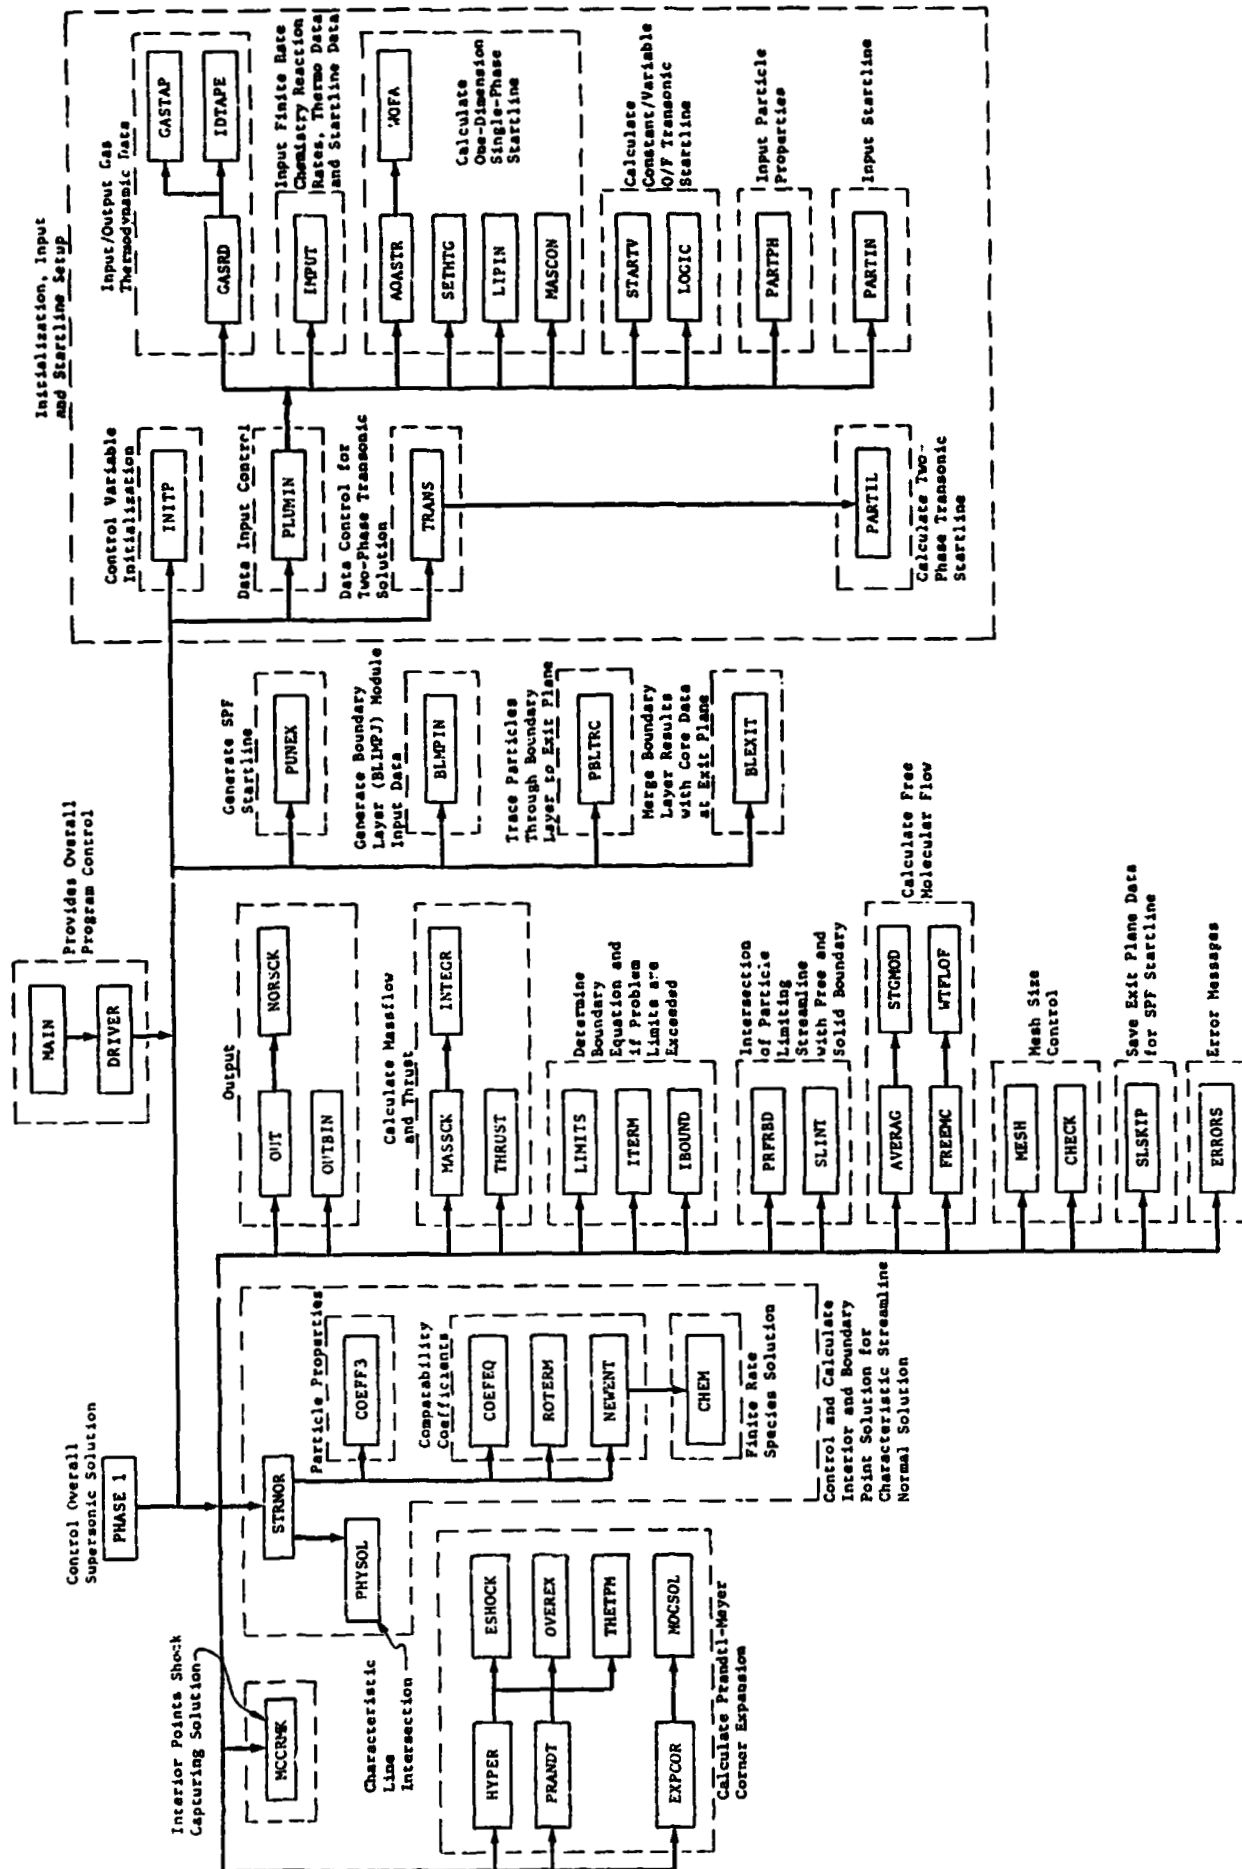 Provides Overall
Program Control
MAIN
DRIVER
Control Overall
Supersonic Solution
PHASE 1
Interior Points Shock
Capturing Solution
MCCRMK
STRNOR
PHYSOL
Characteristic
Line
Intersection
Particle Properties
COEFF3
Compatability
Coefficients
COEFEQ
ROTERM
NEWENT
CHEM
Finite Rate
Species Solution
Control and Calculate
Interior and Boundary
Point Solution for
Characteristic Streamline
Normal Solution
HYPER
ESHOCK
PRANDT
OVEREX
THETPM
EXPCOR
MOCSOL
Calculate Prandtl-Meyer
Corner Expansion
Output
OUT
NORSCK
OUTBIN
Calculate Massflow
and Thrust
MASSCK
INTEGR
THRUST
LIMITS
ITERM
IBOUND
Determine
Boundary
Equation and
if Problem
Limits are
Exceeded
PRFRBD
SLINT
Intersection
of Particle
Limiting
Streamline
with Free and
Solid Boundary
AVERAG
STGMOD
FREEMC
WTFLOF
Calculate Free
Molecular Flow
MESH
CHECK
Mesh Size
Control
SLSKIP
Save Exit Plane Data
for SPF Startline
ERRORS
Error Messages
Generate SPF
Startline
PUNEX
Generate Boundary
Layer (BLIMPJ) Module
Input Data
BLMPIN
Trace Particles
Through Boundary
Layer to Exit Plane
PBLTRC
Merge Boundary
Layer Results
with Core Data
at Exit Plane
BLEXIT
Initialization, Input
and Startline Setup
Control Variable
Initialization
INITP
Data Input Control
PLUMIN
Data Control for
Two-Phase Transonic
Solution
TRANS
PARTIL
Calculate Two-
Phase Transonic
Startline
Input/Output Gas
Thermodynamic Data
GASRD
GASTAP
IDTAPE
IMPUT
Input Finite Rate
Chemistry Reaction
Rates, Thermo Data
and Startline Data
AOASTR
MOFA
SETHTG
LIPIN
MASCON
Calculate
One-Dimension
Single-Phase
Startline
STARTV
LOGIC
Calculate
Constant/Variable
O/F Transonic
Startline
PARTPH
Input Particle
Properties
PARTIN
Input Startline